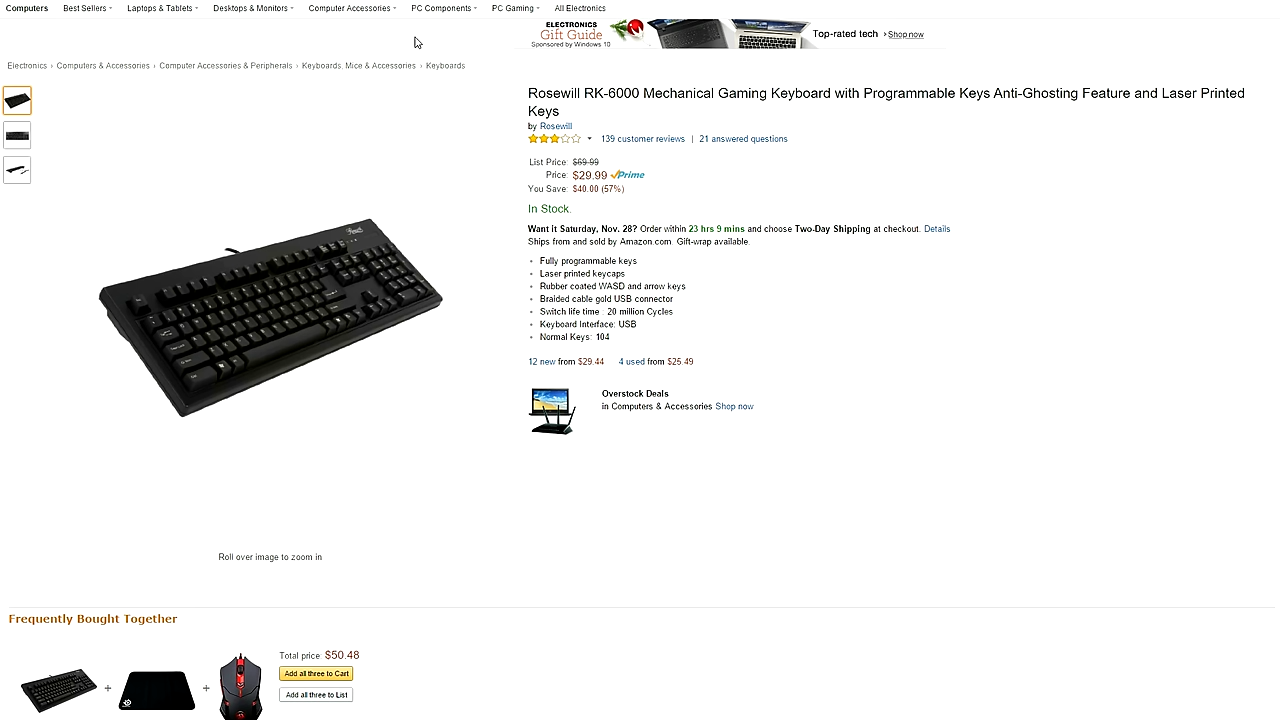 Computers Best Sellers Laptops & Tablets Desktops & Monitors Computer Accessories PC Components PC Gaming All Electronics
ELECTRONICS
Gift Guide
Sponsored by Windows 10
Top-rated tech › Shop now
Electronics › Computers & Accessories › Computer Accessories & Peripherals › Keyboards, Mice & Accessories › Keyboards
Rosewill RK-6000 Mechanical Gaming Keyboard with Programmable Keys Anti-Ghosting Feature and Laser Printed
Keys
by Rosewill
139 customer reviews | 21 answered questions
List Price: $69.99
Price: $29.99 Prime
You Save: $40.00 (57%)
In Stock.
Want it Saturday, Nov. 28? Order within 23 hrs 9 mins and choose Two-Day Shipping at checkout. Details
Ships from and sold by Amazon.com. Gift-wrap available.
• Fully programmable keys
• Laser printed keycaps
• Rubber coated WASD and arrow keys
• Braided cable gold USB connector
• Switch life time : 20 million Cycles
• Keyboard Interface: USB
• Normal Keys: 104
12 new from $29.44 4 used from $25.49
Overstock Deals
in Computers & Accessories Shop now
Roll over image to zoom in
Frequently Bought Together
Total price: $50.48
+ +
Add all three to Cart
Add all three to List